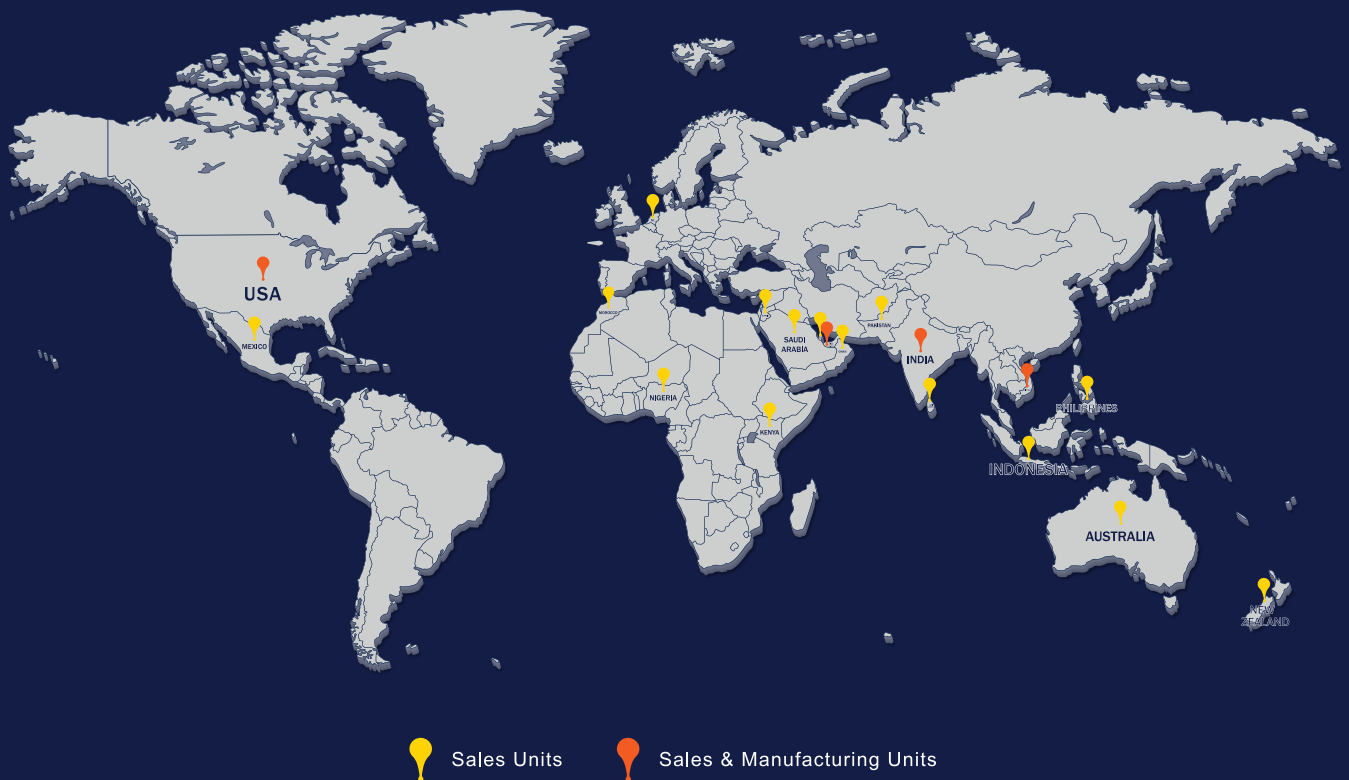 USA
MEXICO
MOROCCO
NIGERIA
KENYA
SAUDI
ARABIA
PAKISTAN
INDIA
PHILIPPINES
INDONESIA
AUSTRALIA
NEW
ZEALAND
Sales Units
Sales & Manufacturing Units